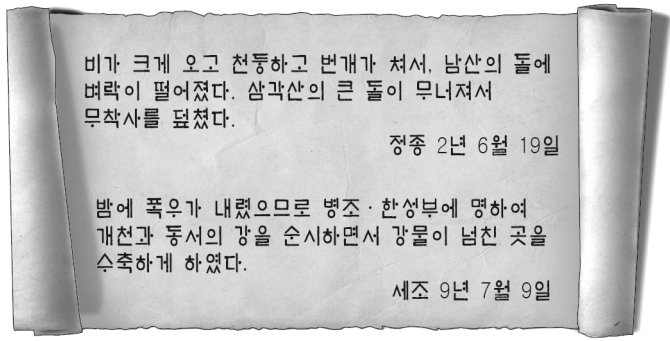 비가 크게 오고 천둥하고 번개가 쳐서, 남산의 돌에
벼락이 떨어졌다. 삼각산의 큰 돌이 무너져서
무착사를 덮쳤다.
정종 2년 6월 19일
밤에 폭우가 내렸으므로 병조·한성부에 명하여
개천과 동서의 강을 순시하면서 강물이 넘친 곳을
수축하게 하였다.
세조 9년 7월 9일